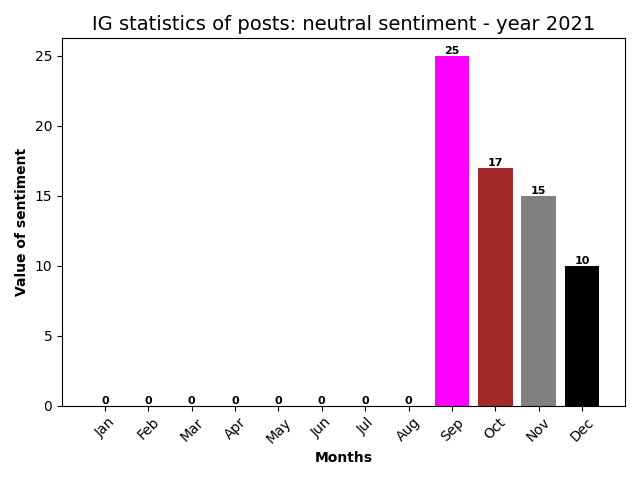 IG statistics of posts: neutral sentiment - year 2021
Value of sentiment
25
20
15
10
5
0
0 0 0 0 0 0 0 0 25 17 15 10
Jan Feb Mar Apr May Jun Jul Aug Sep Oct Nov Dec
Months